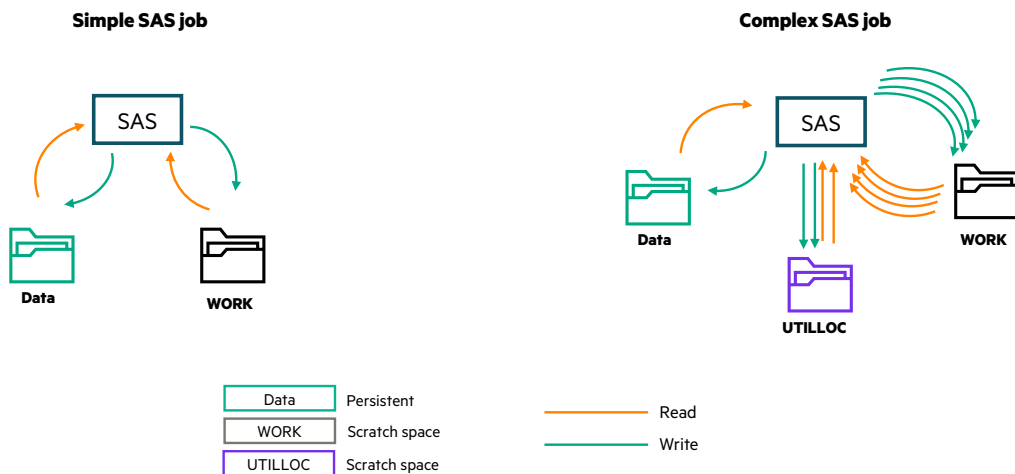 Simple SAS job
Complex SAS job
SAS
SAS
Data
WORK
Data
WORK
UTILLOC
Data Persistent
WORK Scratch space
UTILLOC Scratch space
Read
Write